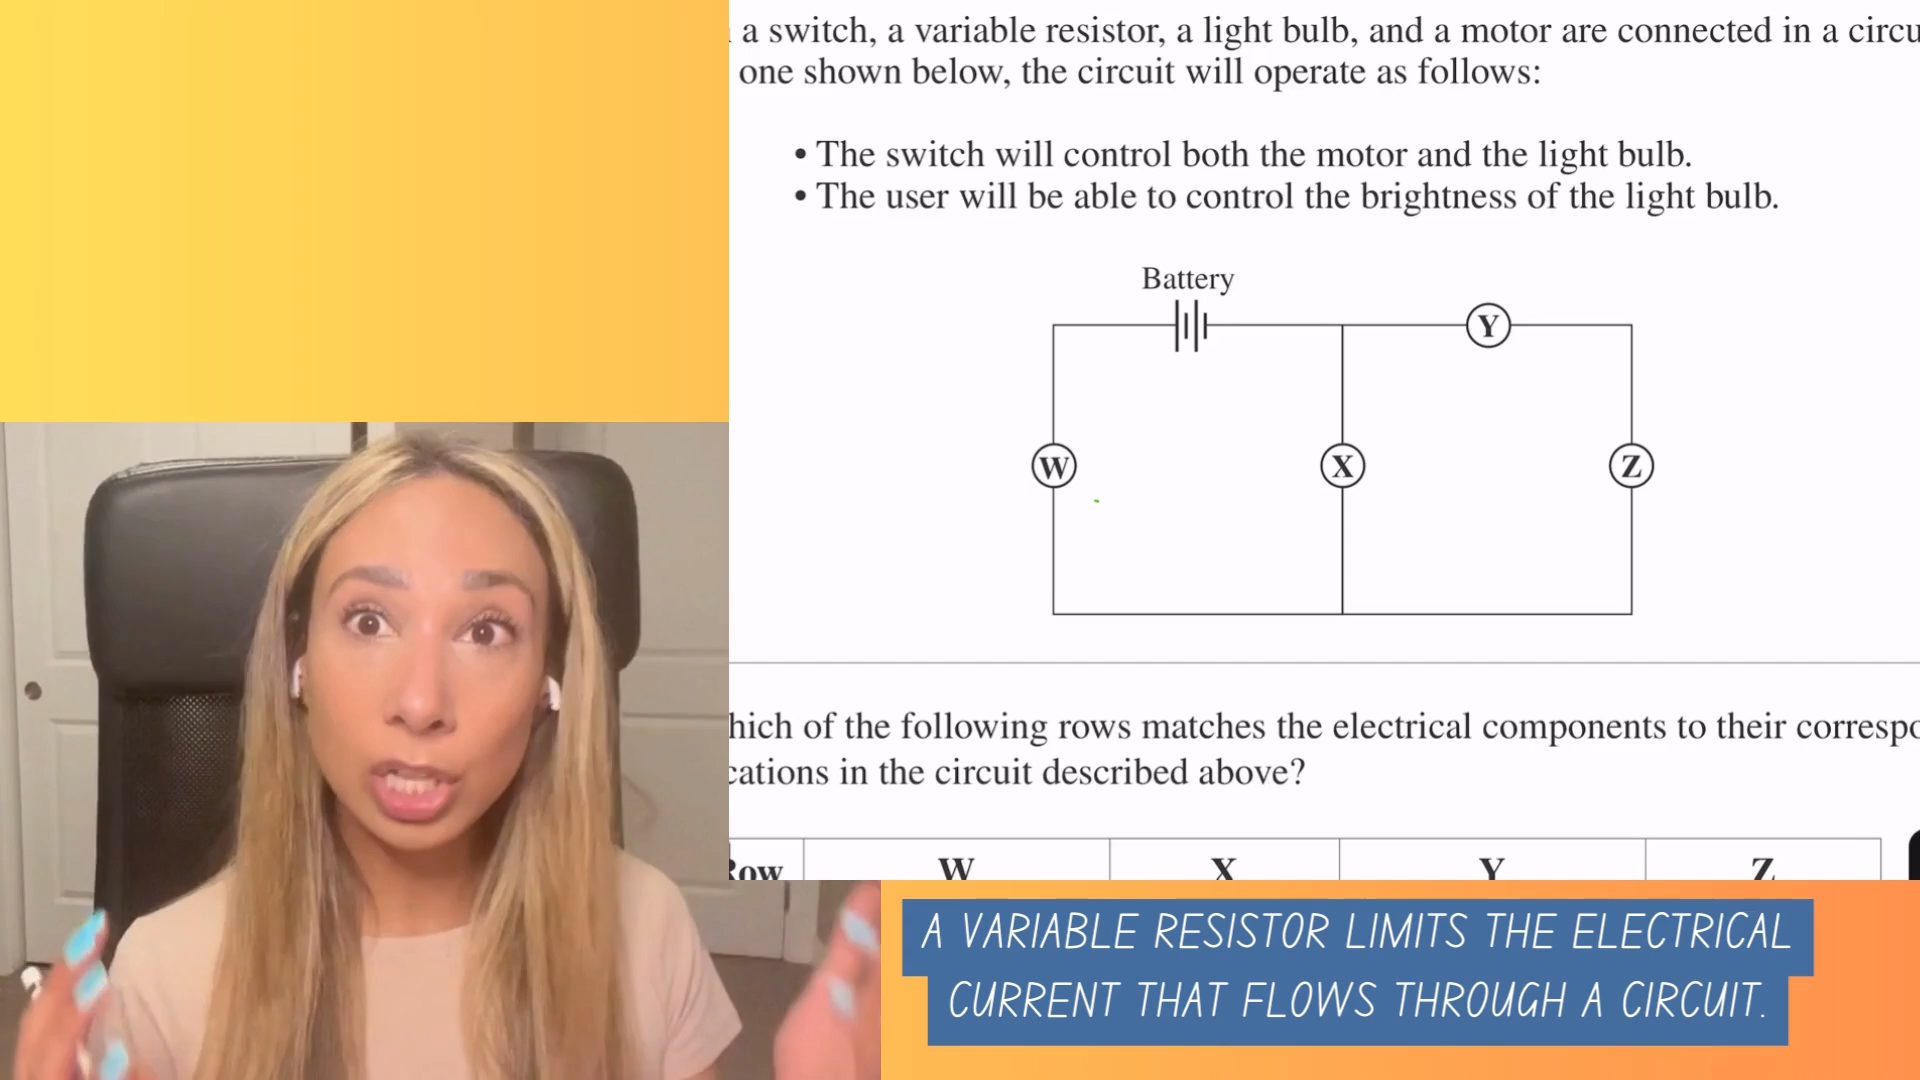 a switch, a variable resistor, a light bulb, and a motor are connected in a circu
one shown below, the circuit will operate as follows:
• The switch will control both the motor and the light bulb.
• The user will be able to control the brightness of the light bulb.
Battery
Y
W
X
Z
hich of the following rows matches the electrical components to their correspo
cations in the circuit described above?
Row W X Y Z
A VARIABLE RESISTOR LIMITS THE ELECTRICAL
CURRENT THAT FLOWS THROUGH A CIRCUIT.